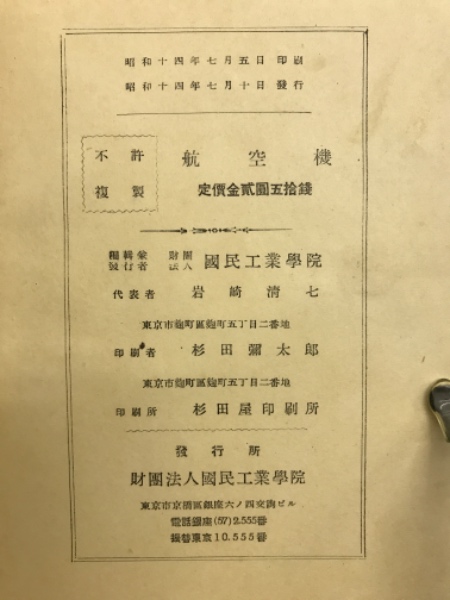 昭和十四年七月五日 印刷
昭和十四年七月十日 發行
不許
複製
航空機
定價金貳圓五拾錢
編輯兼
發行者
財團
法人
國民工業學院
代表者 岩崎清七
東京市麴町區麴町五丁目二番地
印刷者 杉田彌太郎
東京市麴町區麴町五丁目二番地
印刷所 杉田屋印刷所
發行所
財團法人國民工業學院
東京市京橋區銀座六ノ四交詢ビル
電話銀座(57)2.555番
振替東京10.555番